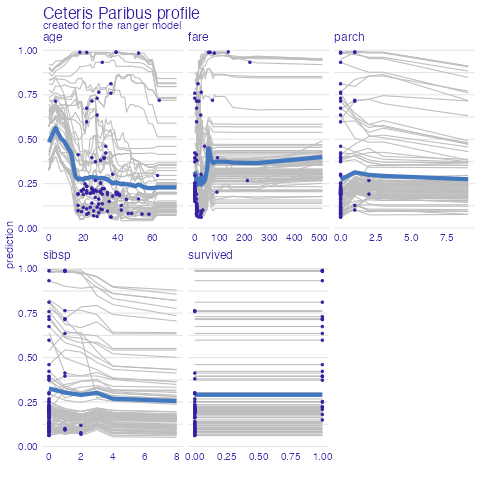 Ceteris Paribus profile
created for the ranger model
age fare parch
1.00
0.75
0.50
0.25
0.00
0 20 40 60 0 100 200 300 400 500 0.0 2.5 5.0 7.5
prediction
sibsp survived
1.00
0.75
0.50
0.25
0.00
0 2 4 6 8 0.00 0.25 0.50 0.75 1.00